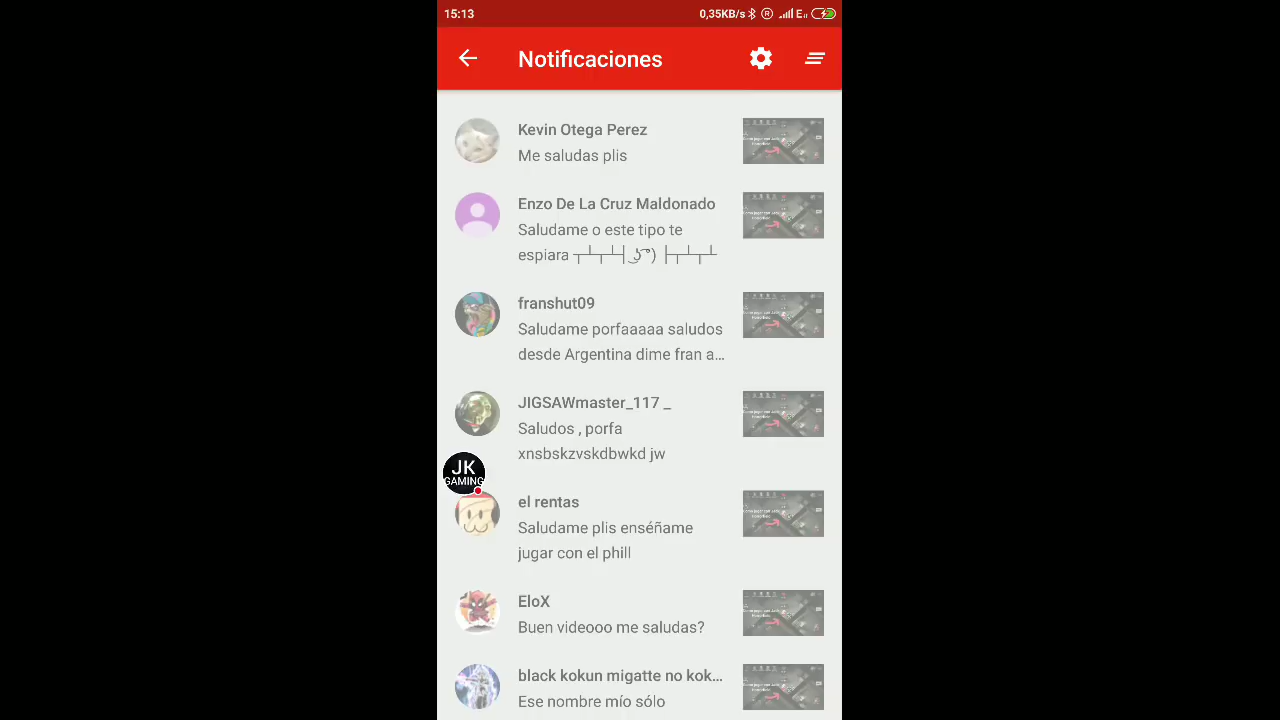 15:13
0,35KB/s
Notificaciones
Kevin Otega Perez
Me saludas plis
Enzo De La Cruz Maldonado
Saludame o este tipo te
espiara ┬┴┬┴┤ ͜ʖ ͡°) ├┬┴┬┴
franshut09
Saludame porfaaaaa saludos
desde Argentina dime fran a...
JIGSAWmaster_117 _
Saludos , porfa
xnsbskzvskdbwkd jw
JK
GAMING
el rentas
Saludame plis enséñame
jugar con el phill
EloX
Buen videooo me saludas?
black kokun migatte no kok...
Ese nombre mío sólo